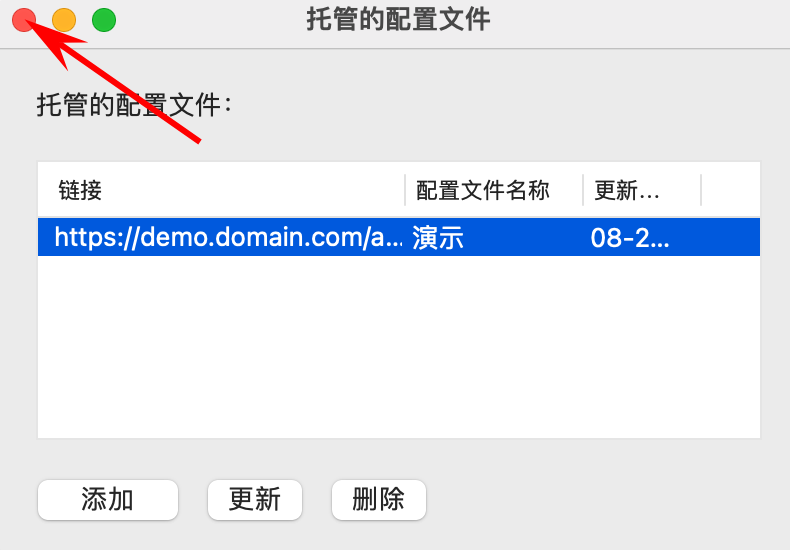 托管的配置文件
托管的配置文件：
链接 配置文件名称 更新...
https://demo.domain.com/a... 演示 08-2...
添加 更新 删除